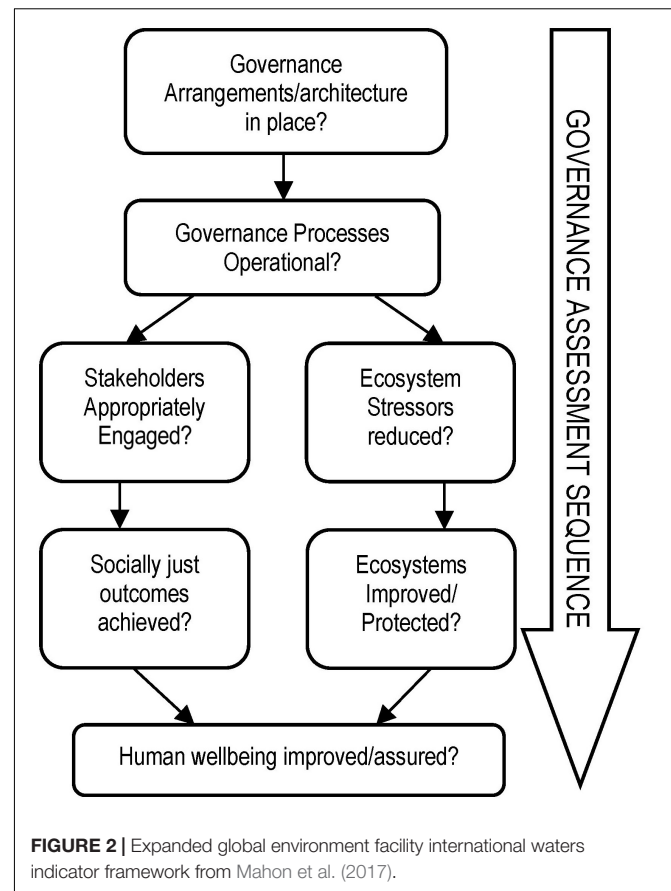 Governance
Arrangements/architecture
in place?
Governance Processes
Operational?
Stakeholders
Appropriately
Engaged?
Ecosystem
Stressors
reduced?
Socially just
outcomes
achieved?
Ecosystems
Improved/
Protected?
Human wellbeing improved/assured?
GOVERNANCE ASSESSMENT SEQUENCE
FIGURE 2 | Expanded global environment facility international waters
indicator framework from Mahon et al. (2017).